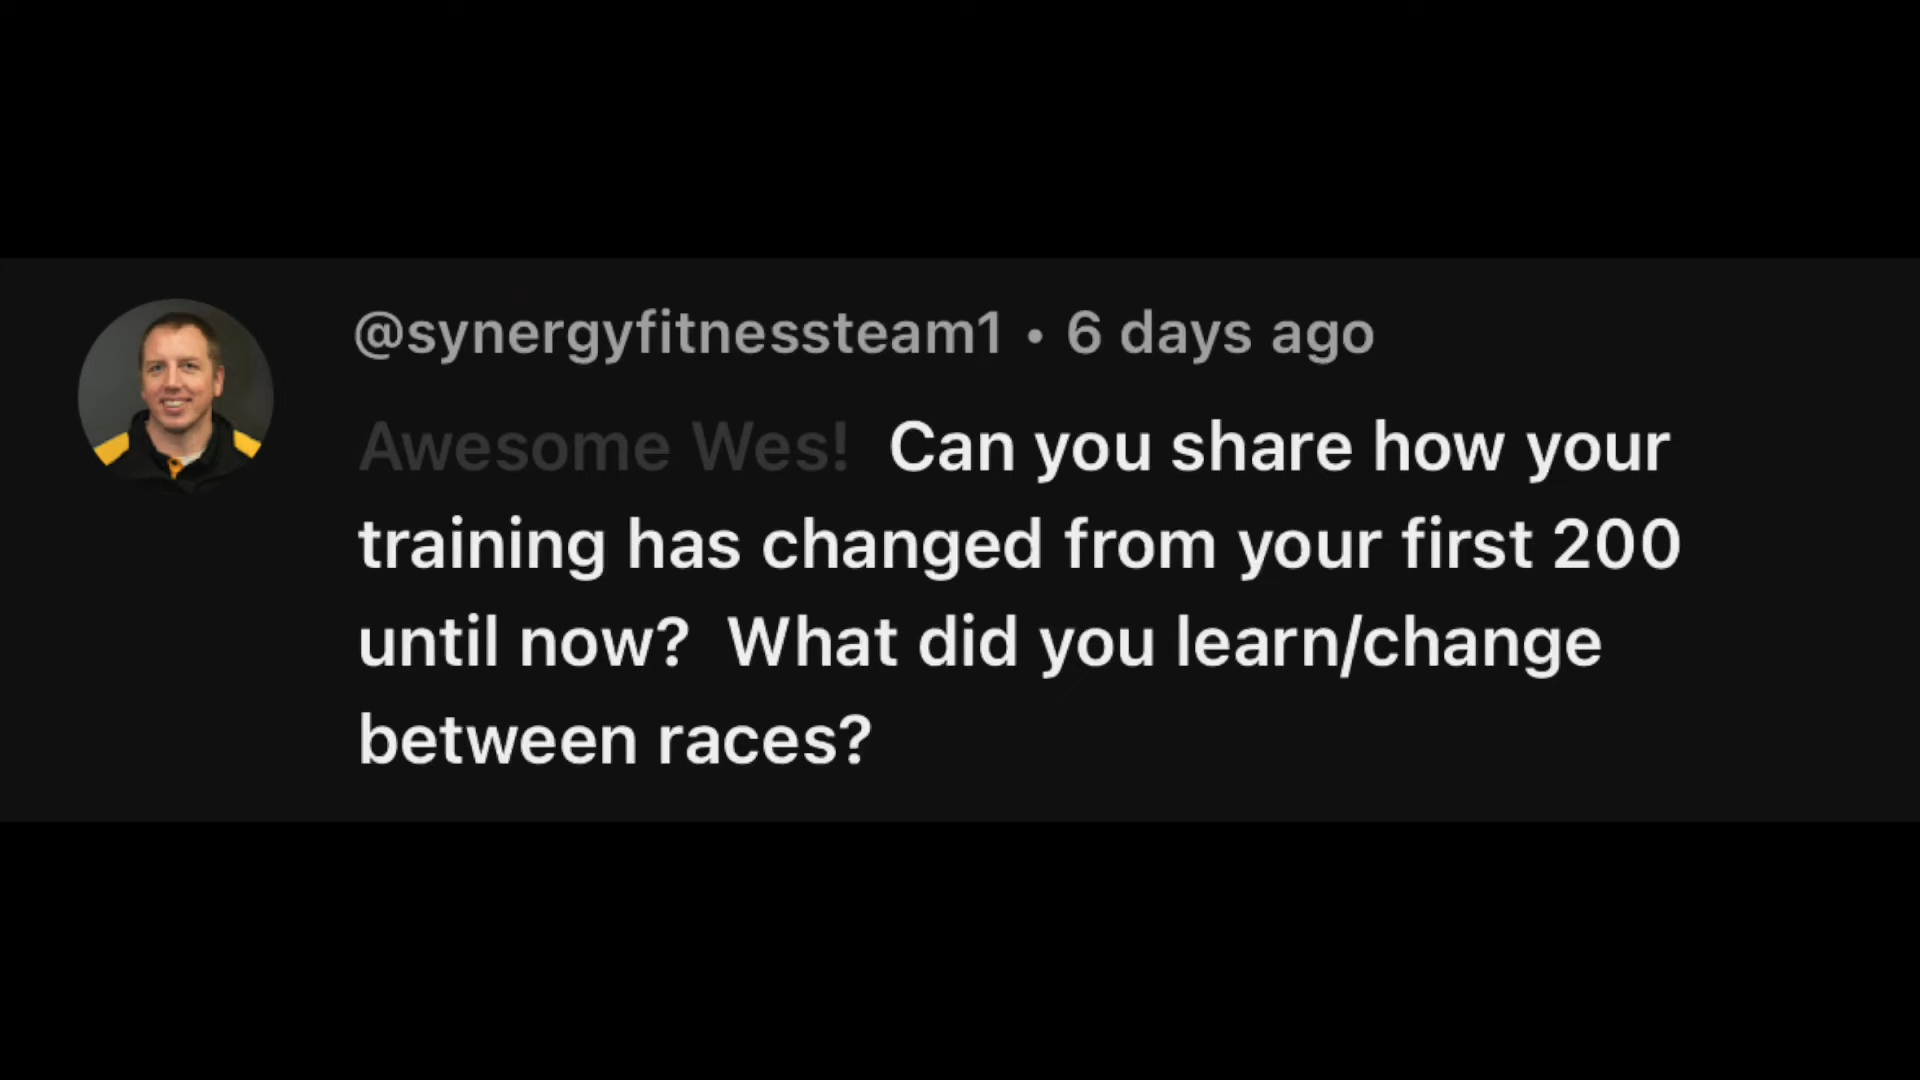 @synergyfitnessteam1 • 6 days ago
Awesome Wes!  Can you share how your
training has changed from your first 200
until now?  What did you learn/change
between races?